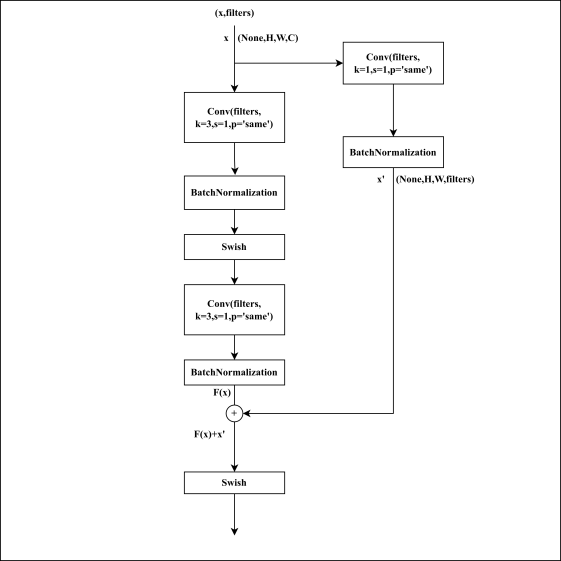 (x,filters)
x (None,H,W,C)
Conv(filters,
k=1,s=1,p='same')
Conv(filters,
k=3,s=1,p='same')
BatchNormalization
x' (None,H,W,filters)
BatchNormalization
Swish
Conv(filters,
k=3,s=1,p='same')
BatchNormalization
F(x)
+
F(x)+x'
Swish